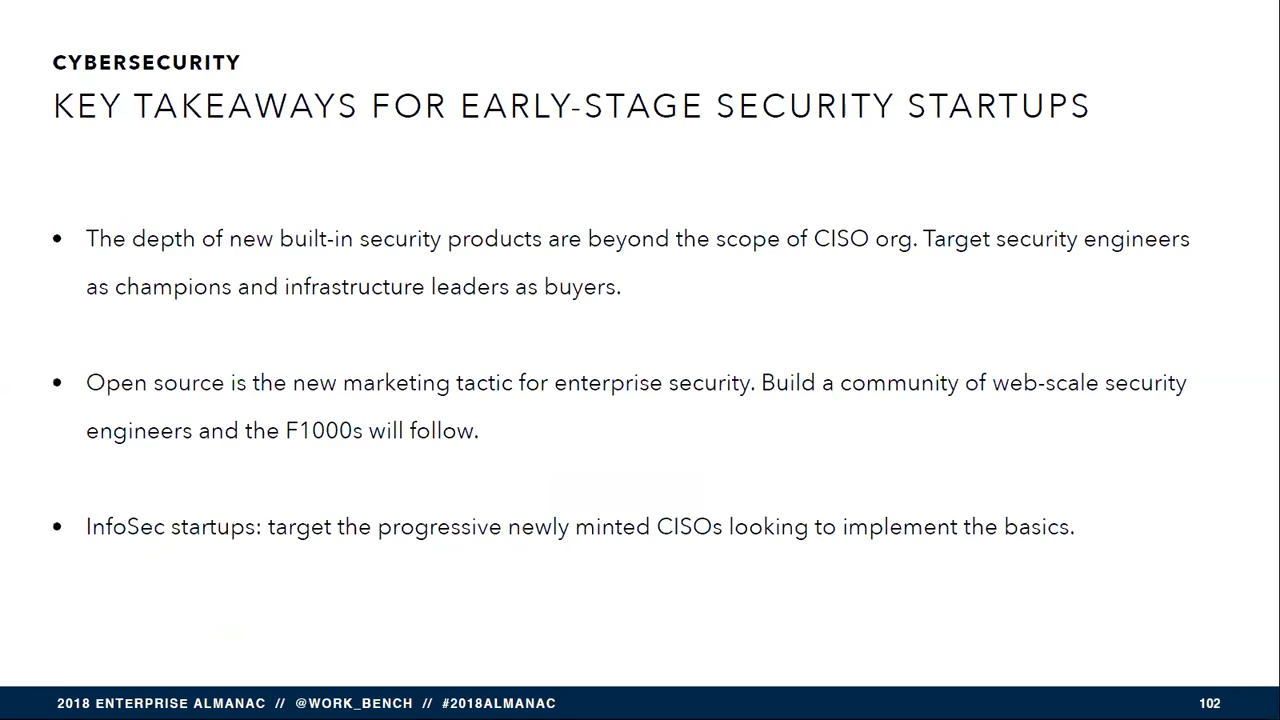 CYBERSECURITY
KEY TAKEAWAYS FOR EARLY-STAGE SECURITY STARTUPS
• The depth of new built-in security products are beyond the scope of CISO org. Target security engineers
as champions and infrastructure leaders as buyers.
• Open source is the new marketing tactic for enterprise security. Build a community of web-scale security
engineers and the F1000s will follow.
• InfoSec startups: target the progressive newly minted CISOs looking to implement the basics.
2018 ENTERPRISE ALMANAC // @WORK_BENCH // #2018ALMANAC 102